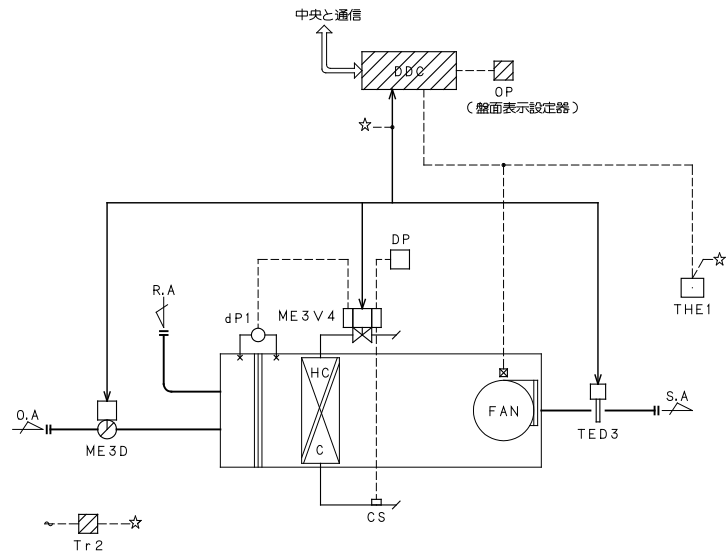 中央と通信
DDC
OP
(盤面表示設定器)
DP
R.A
dP1
ME3V4
THE1
HC
C
FAN
S.A
O.A
ME3D
TED3
CS
Tr2